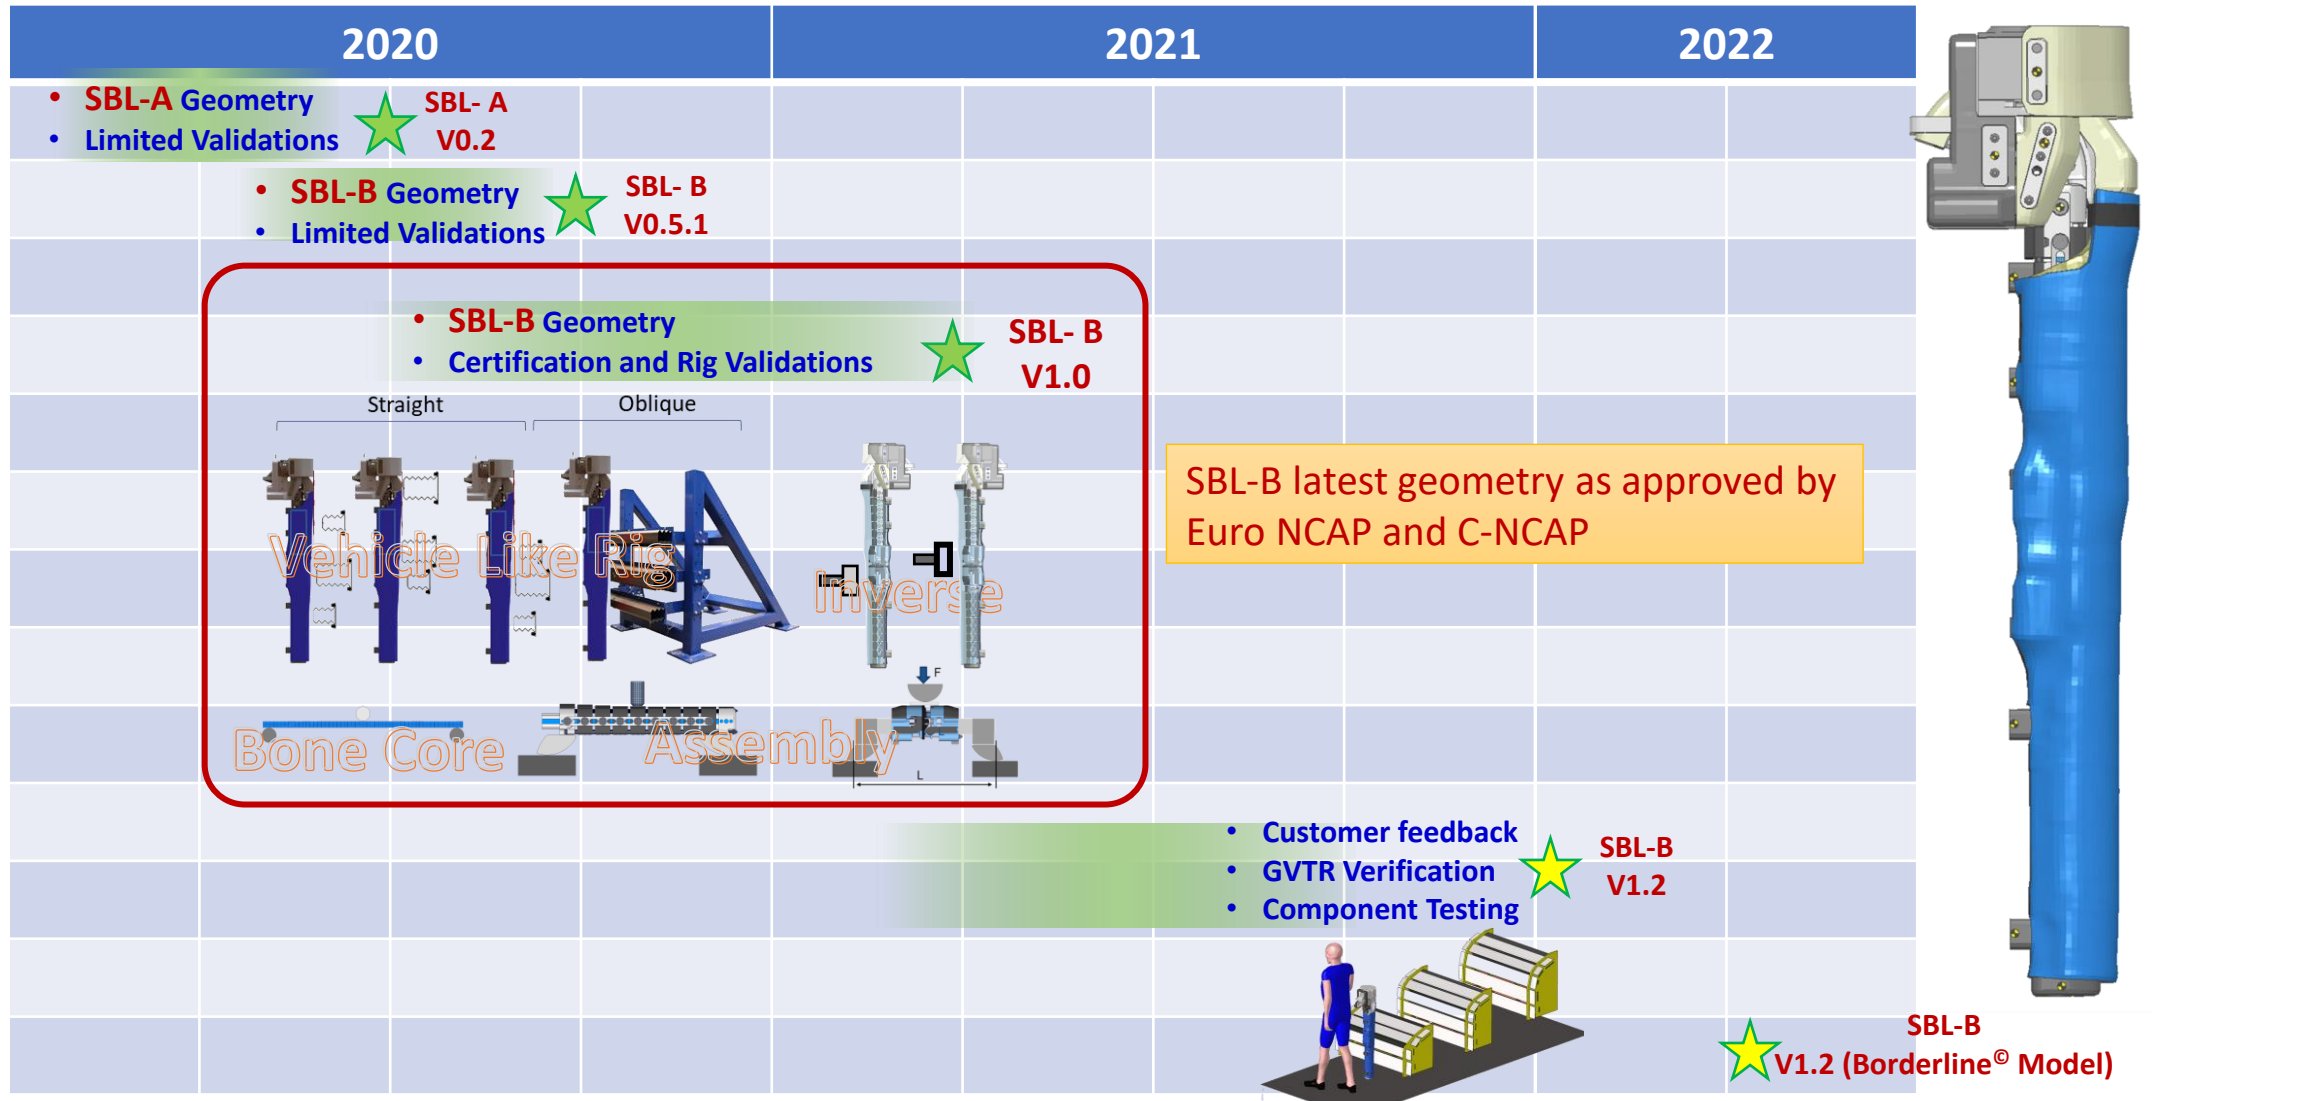 2020
2021
2022
• SBL-A Geometry
• Limited Validations
SBL- A
V0.2
• SBL-B Geometry
• Limited Validations
SBL- B
V0.5.1
• SBL-B Geometry
• Certification and Rig Validations
SBL- B
V1.0
Straight
Oblique
Vehicle Like Rig
Inverse
F
Bone Core
Assembly
L
SBL-B latest geometry as approved by
Euro NCAP and C-NCAP
• Customer feedback
• GVTR Verification
• Component Testing
SBL-B
V1.2
SBL-B
V1.2 (Borderline© Model)